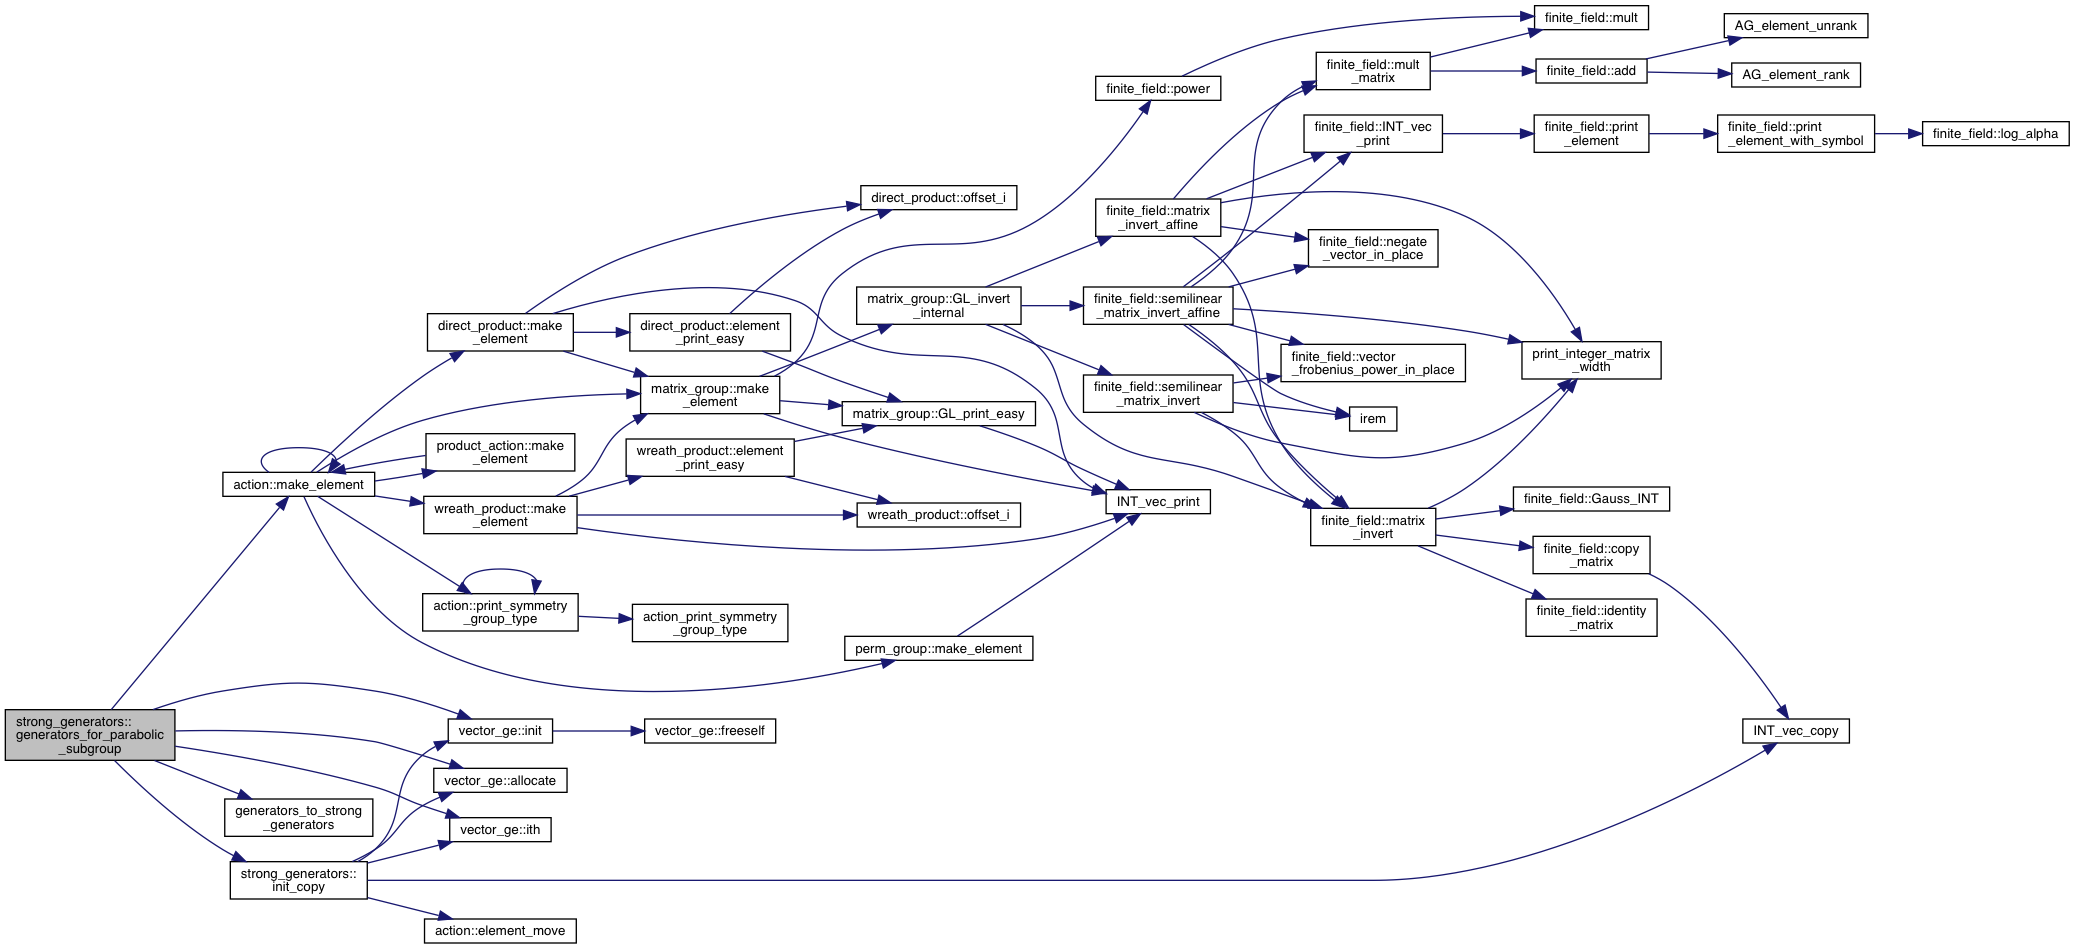 strong_generators::
generators_for_parabolic
_subgroup
action::make_element
generators_to_strong
_generators
strong_generators::
init_copy
direct_product::make
_element
product_action::make
_element
wreath_product::make
_element
action::print_symmetry
_group_type
vector_ge::init
vector_ge::allocate
vector_ge::ith
action::element_move
direct_product::element
_print_easy
matrix_group::make
_element
wreath_product::element
_print_easy
action_print_symmetry
_group_type
vector_ge::freeself
direct_product::offset_i
matrix_group::GL_invert
_internal
matrix_group::GL_print_easy
wreath_product::offset_i
perm_group::make_element
finite_field::power
finite_field::matrix
_invert_affine
finite_field::semilinear
_matrix_invert_affine
finite_field::semilinear
_matrix_invert
INT_vec_print
finite_field::mult
_matrix
finite_field::INT_vec
_print
finite_field::negate
_vector_in_place
finite_field::vector
_frobenius_power_in_place
irem
finite_field::matrix
_invert
finite_field::mult
finite_field::add
finite_field::print
_element
print_integer_matrix
_width
finite_field::Gauss_INT
finite_field::copy
_matrix
finite_field::identity
_matrix
AG_element_unrank
AG_element_rank
finite_field::print
_element_with_symbol
INT_vec_copy
finite_field::log_alpha